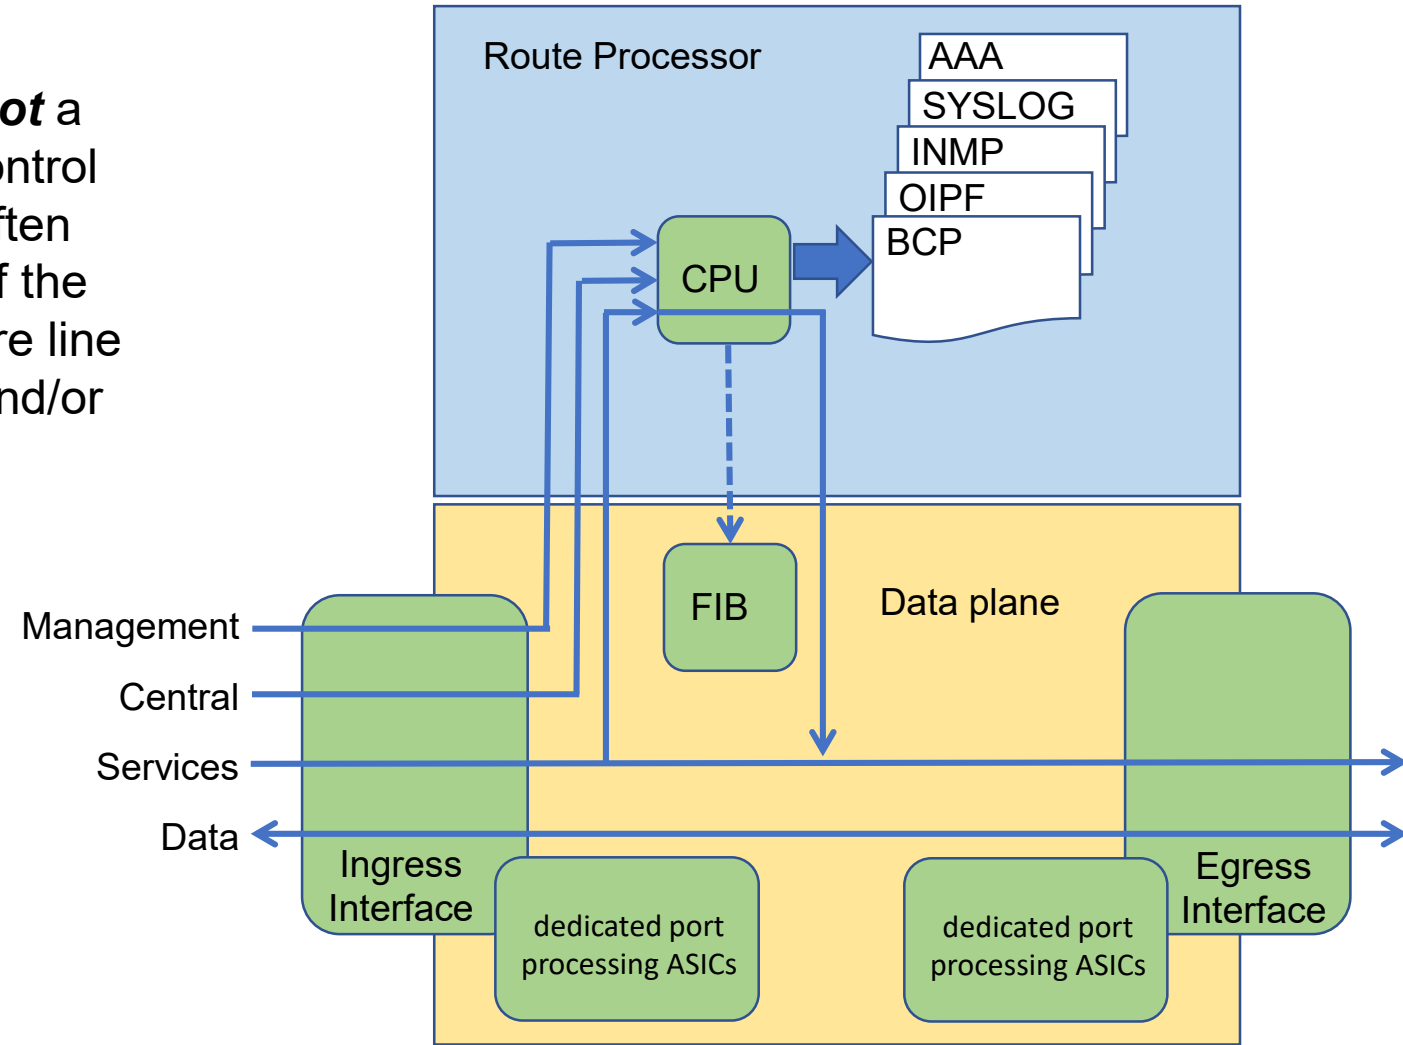 ot a
ontrol
ften
f the
re line
nd/or
Route Processor
AAA
SYSLOG
INMP
OIPF
BCP
CPU
FIB
Data plane
Management
Central
Services
Data
Ingress
Interface
Egress
Interface
dedicated port
processing ASICs
dedicated port
processing ASICs